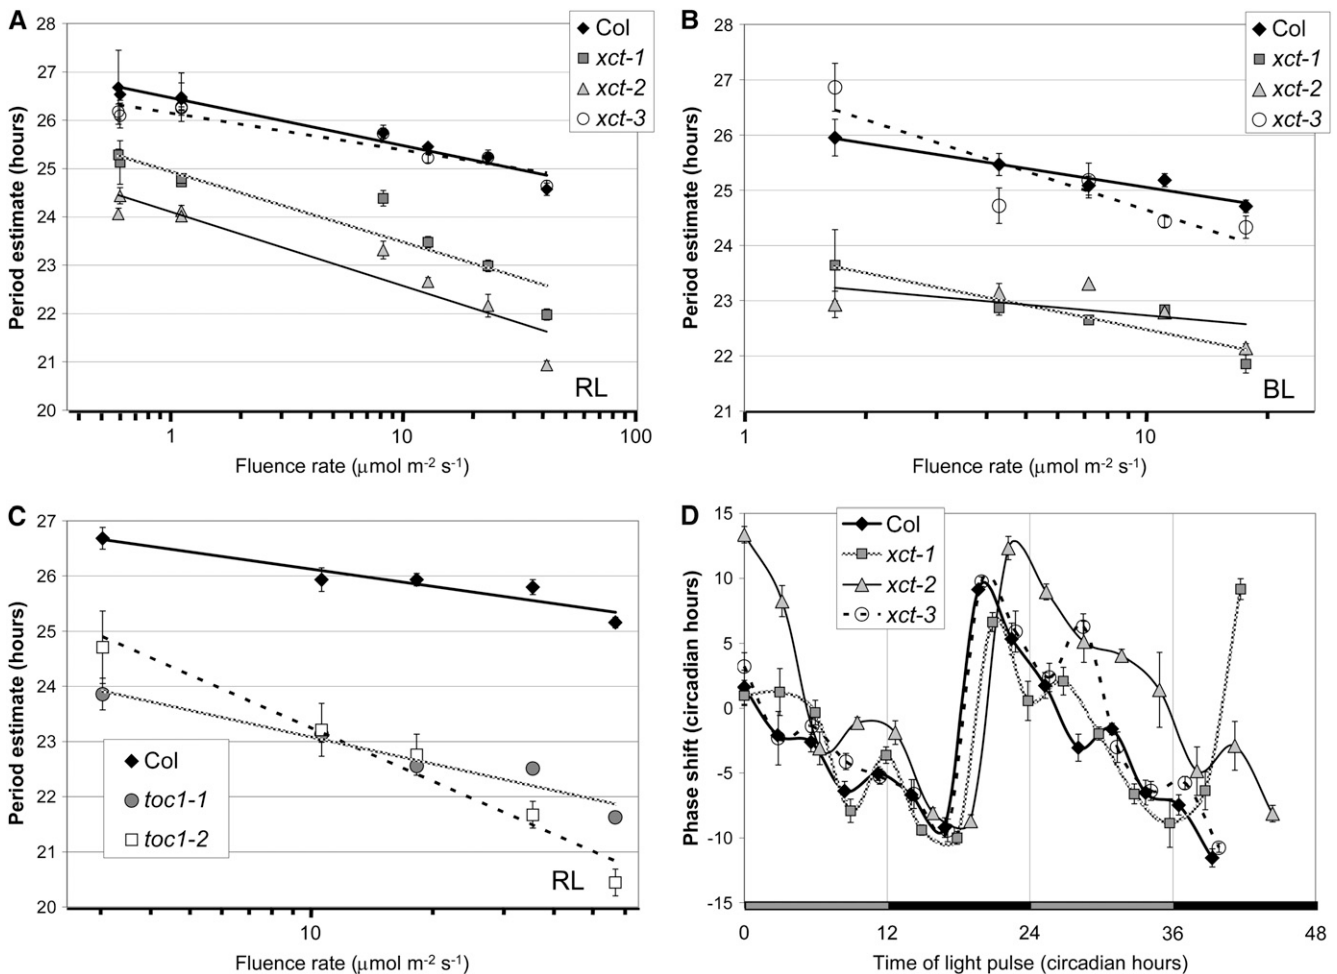 A
Col
xct-1
xct-2
xct-3
28
27
26
25
24
23
22
21
20
Period estimate (hours)
RL
1 10 100
Fluence rate (µmol m-2 s-1)
B
Col
xct-1
xct-2
xct-3
28
27
26
25
24
23
22
21
Period estimate (hours)
BL
1 10
Fluence rate (µmol m-2 s-1)
C
27
26
25
24
23
22
21
20
Period estimate (hours)
Col
toc1-1
toc1-2
RL
10
Fluence rate (µmol m-2 s-1)
D
Col
xct-1
xct-2
xct-3
15
10
5
0
-5
-10
-15
Phase shift (circadian hours)
0 12 24 36 48
Time of light pulse (circadian hours)